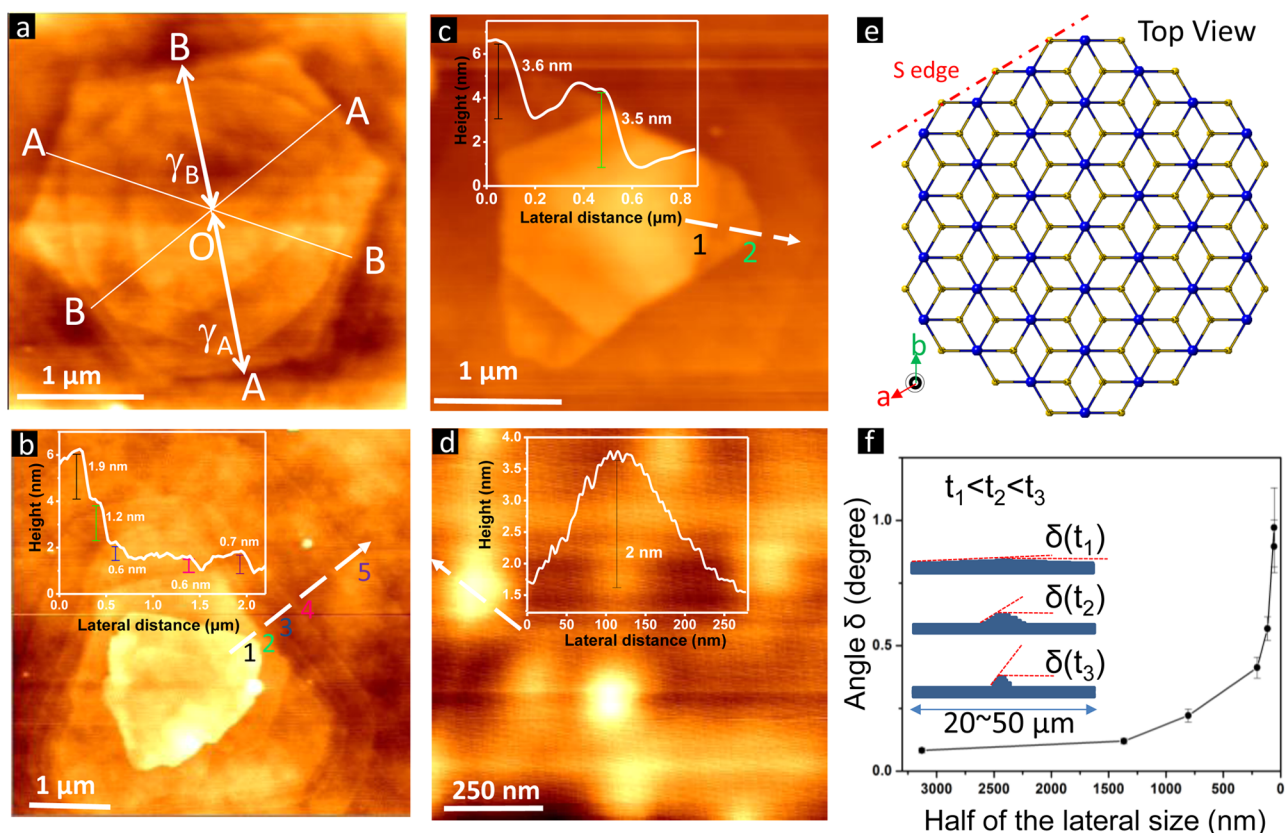 a
B
A
A
γB
O
B
B
γA
A
1 µm
b
Height (nm)
6
4
2
0
1.9 nm
1.2 nm
0.6 nm
0.6 nm
0.7 nm
0.0 0.5 1.0 1.5 2.0
Lateral distance (µm)
1
2
3
4
5
1 µm
c
Height (nm)
6
4
2
0
3.6 nm
3.5 nm
0.0 0.2 0.4 0.6 0.8
Lateral distance (µm)
1
2
1 µm
d
Height (nm)
4.0
3.5
3.0
2.5
2.0
1.5
2 nm
0 50 100 150 200 250
Lateral distance (nm)
250 nm
e
Top View
S edge
b
a
f
Angle δ (degree)
1.0
0.5
0.0
t1<t2<t3
δ(t1)
δ(t2)
δ(t3)
20~50 µm
3000 2500 2000 1500 1000 500 0
Half of the lateral size (nm)